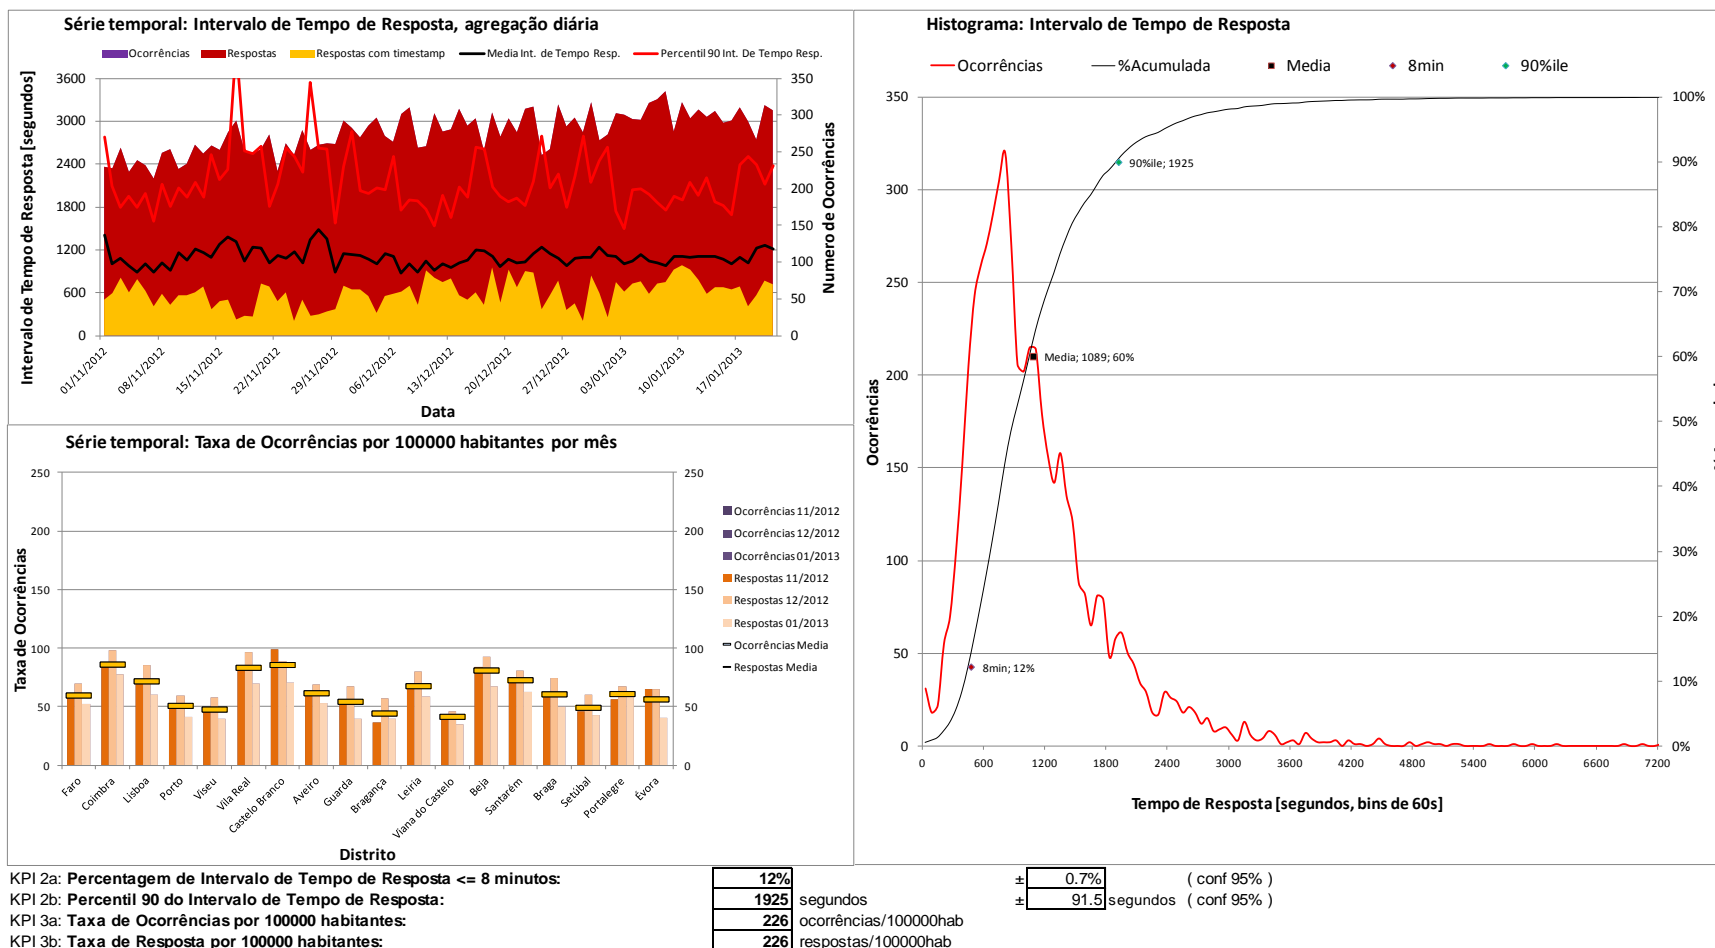 Série temporal: Intervalo de Tempo de Resposta, agregação diária
Ocorrências Respostas Respostas com timestamp Media Int. de Tempo Resp. Percentil 90 Int. De Tempo Resp.
Intervalo de Tempo de Resposta [segundos]
3600
3000
2400
1800
1200
600
0
350
300
250
200
150
100
50
0
Numero de Ocorrências
01/11/2012
08/11/2012
15/11/2012
22/11/2012
29/11/2012
06/12/2012
13/12/2012
20/12/2012
27/12/2012
03/01/2013
10/01/2013
17/01/2013
Data
Série temporal: Taxa de Ocorrências por 100000 habitantes por mês
Taxa de Ocorrências
250
200
150
100
50
0
250
200
150
100
50
0
Ocorrências 11/2012
Ocorrências 12/2012
Ocorrências 01/2013
Respostas 11/2012
Respostas 12/2012
Respostas 01/2013
Ocorrências Media
Respostas Media
Faro
Coimbra
Lisboa
Porto
Viseu
Vila Real
Castelo Branco
Aveiro
Guarda
Bragança
Leiria
Viana do Castelo
Beja
Santarém
Braga
Setúbal
Portalegre
Évora
Distrito
Histograma: Intervalo de Tempo de Resposta
Ocorrências %Acumulada Media 8min 90%ile
Ocorrências
350
300
250
200
150
100
50
0
100%
90%
80%
70%
60%
50%
40%
30%
20%
10%
0%
90%ile; 1925
Media; 1089; 60%
8min; 12%
0 600 1200 1800 2400 3000 3600 4200 4800 5400 6000 6600 7200
Tempo de Resposta [segundos, bins de 60s]
KPI 2a: Percentagem de Intervalo de Tempo de Resposta <= 8 minutos: 12% ± 0.7% ( conf 95% )
KPI 2b: Percentil 90 do Intervalo de Tempo de Resposta: 1925 segundos ± 91.5 segundos ( conf 95% )
KPI 3a: Taxa de Ocorrências por 100000 habitantes: 226 ocorrências/100000hab
KPI 3b: Taxa de Resposta por 100000 habitantes: 226 respostas/100000hab